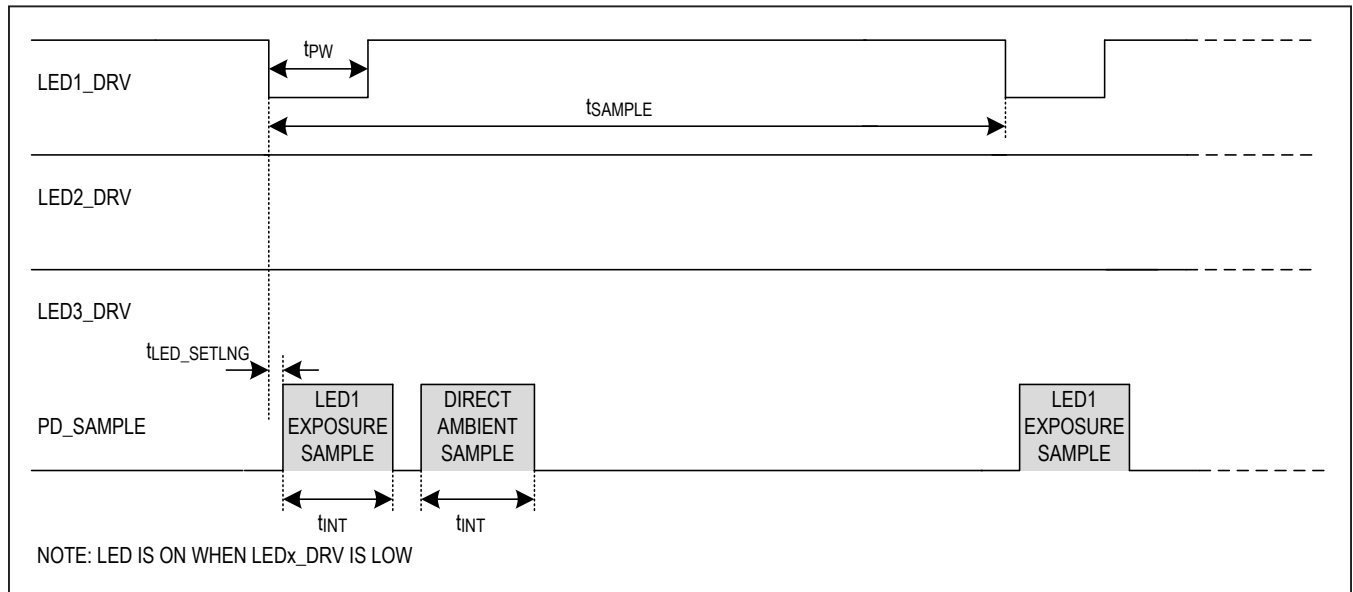 tPW
LED1_DRV
tSAMPLE
LED2_DRV
LED3_DRV
tLED_SETLNG
PD_SAMPLE
LED1
EXPOSURE
SAMPLE
DIRECT
AMBIENT
SAMPLE
LED1
EXPOSURE
SAMPLE
tINT
tINT
NOTE: LED IS ON WHEN LEDx_DRV IS LOW